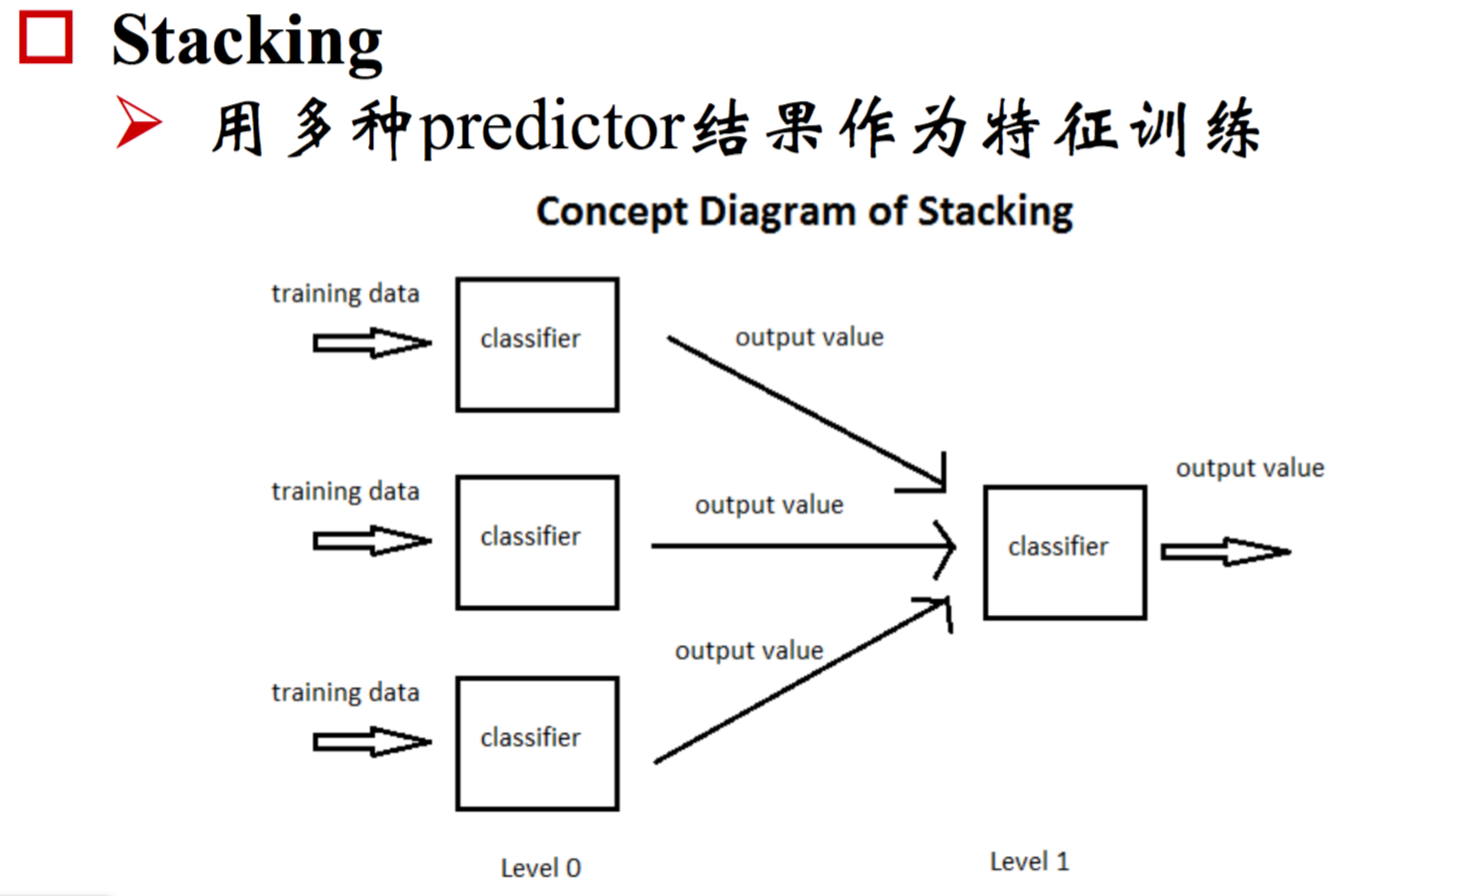 Stacking
用多种predictor结果作为特征训练
Concept Diagram of Stacking
training data
classifier
output value
training data
classifier
output value
output value
classifier
training data
classifier
output value
Level 0
Level 1